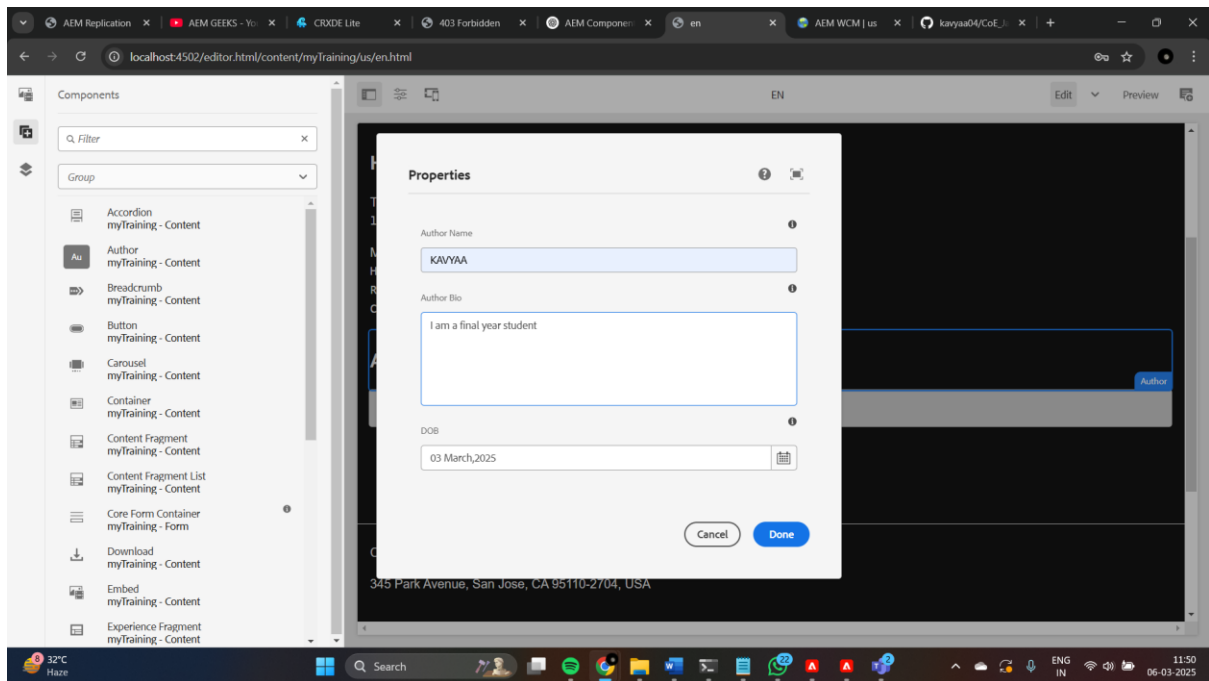 AEM Replication
AEM GEEKS - Yo
CRXDE Lite
403 Forbidden
AEM Componen
en
AEM WCM | us
kavyaa04/CoE_
localhost:4502/editor.html/content/myTraining/us/en.html
Components
EN
Edit
Preview
Filter
Group
Accordion
myTraining - Content
Author
myTraining - Content
Au
Breadcrumb
myTraining - Content
Button
myTraining - Content
Carousel
myTraining - Content
Container
myTraining - Content
Content Fragment
myTraining - Content
Content Fragment List
myTraining - Content
Core Form Container
myTraining - Form
Download
myTraining - Content
Embed
myTraining - Content
Experience Fragment
myTraining - Content
Properties
Author Name
KAVYAA
Author Bio
I am a final year student
DOB
03 March,2025
Cancel
Done
Author
345 Park Avenue, San Jose, CA 95110-2704, USA
8
32°C
Haze
Search
22
2
ENG
IN
11:50
06-03-2025